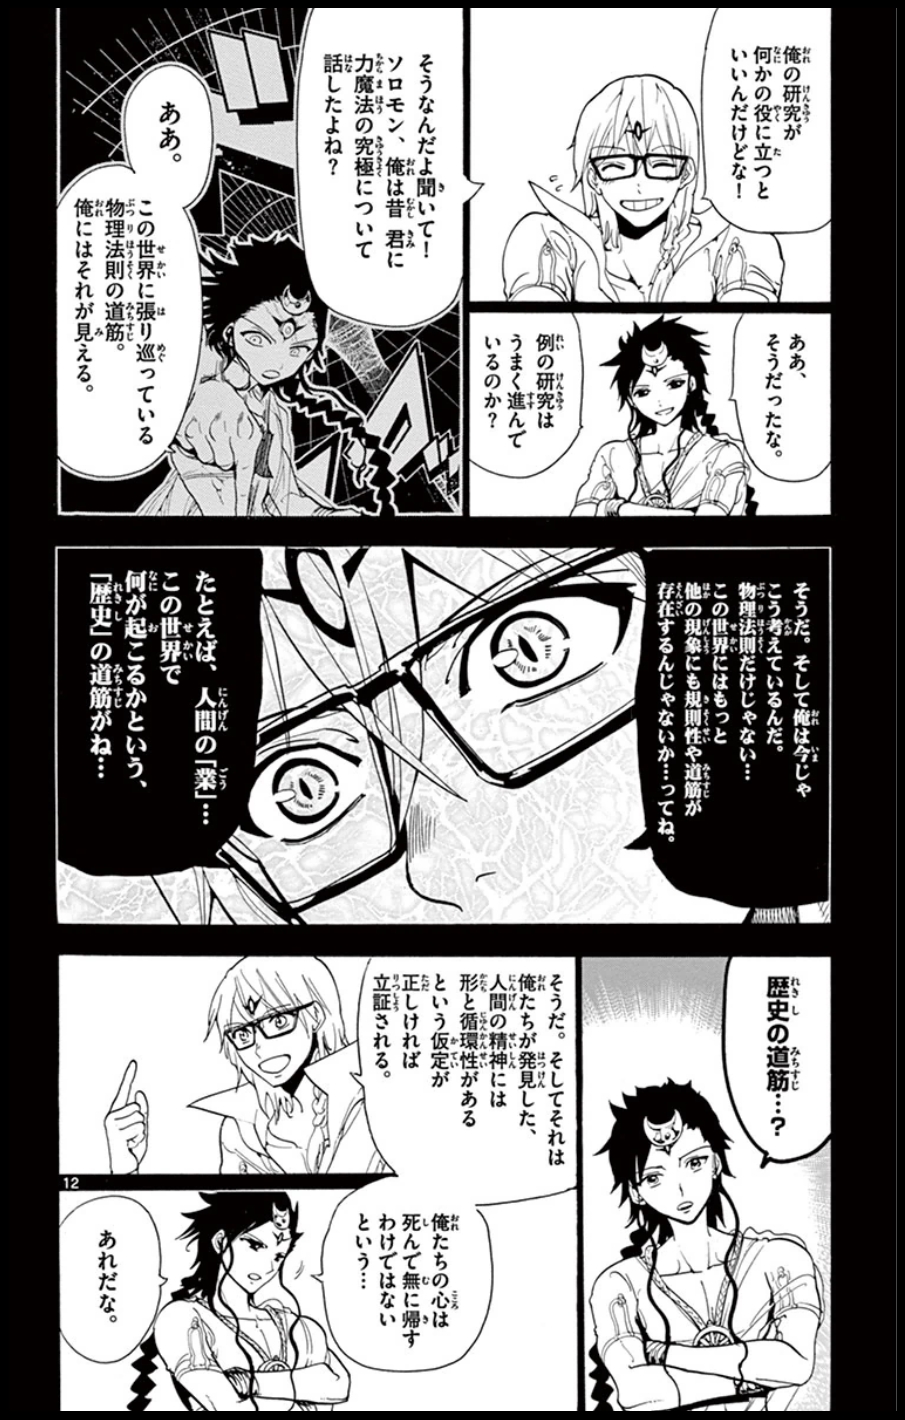 俺の研究が
何かの役に立つと
いいんだけどな!
ああ、
そうだったな。
例の研究は
うまく進んで
いるのか?
そうなんだよ聞いて!
ソロモン、俺は昔 君に
力魔法の究極について
話したよね?
ああ。
この世界に張り巡っている
物理法則の道筋。
俺にはそれが見える。
そうだ。そして俺は今じゃ
こう考えているんだ。
物理法則だけじゃない…
この世界にはもっと
他の現象にも規則性や道筋が
存在するんじゃないか…ってね。
たとえば、人間の「業」…
この世界で
何が起こるかという、
「歴史」の道筋がね…
歴史の道筋…?
そうだ。そしてそれは
俺たちが発見した、
人間の精神には
形と循環性がある
という仮定が
正しければ
立証される。
俺たちの心は
死んで無に帰す
わけではない
という…
あれだな。
12